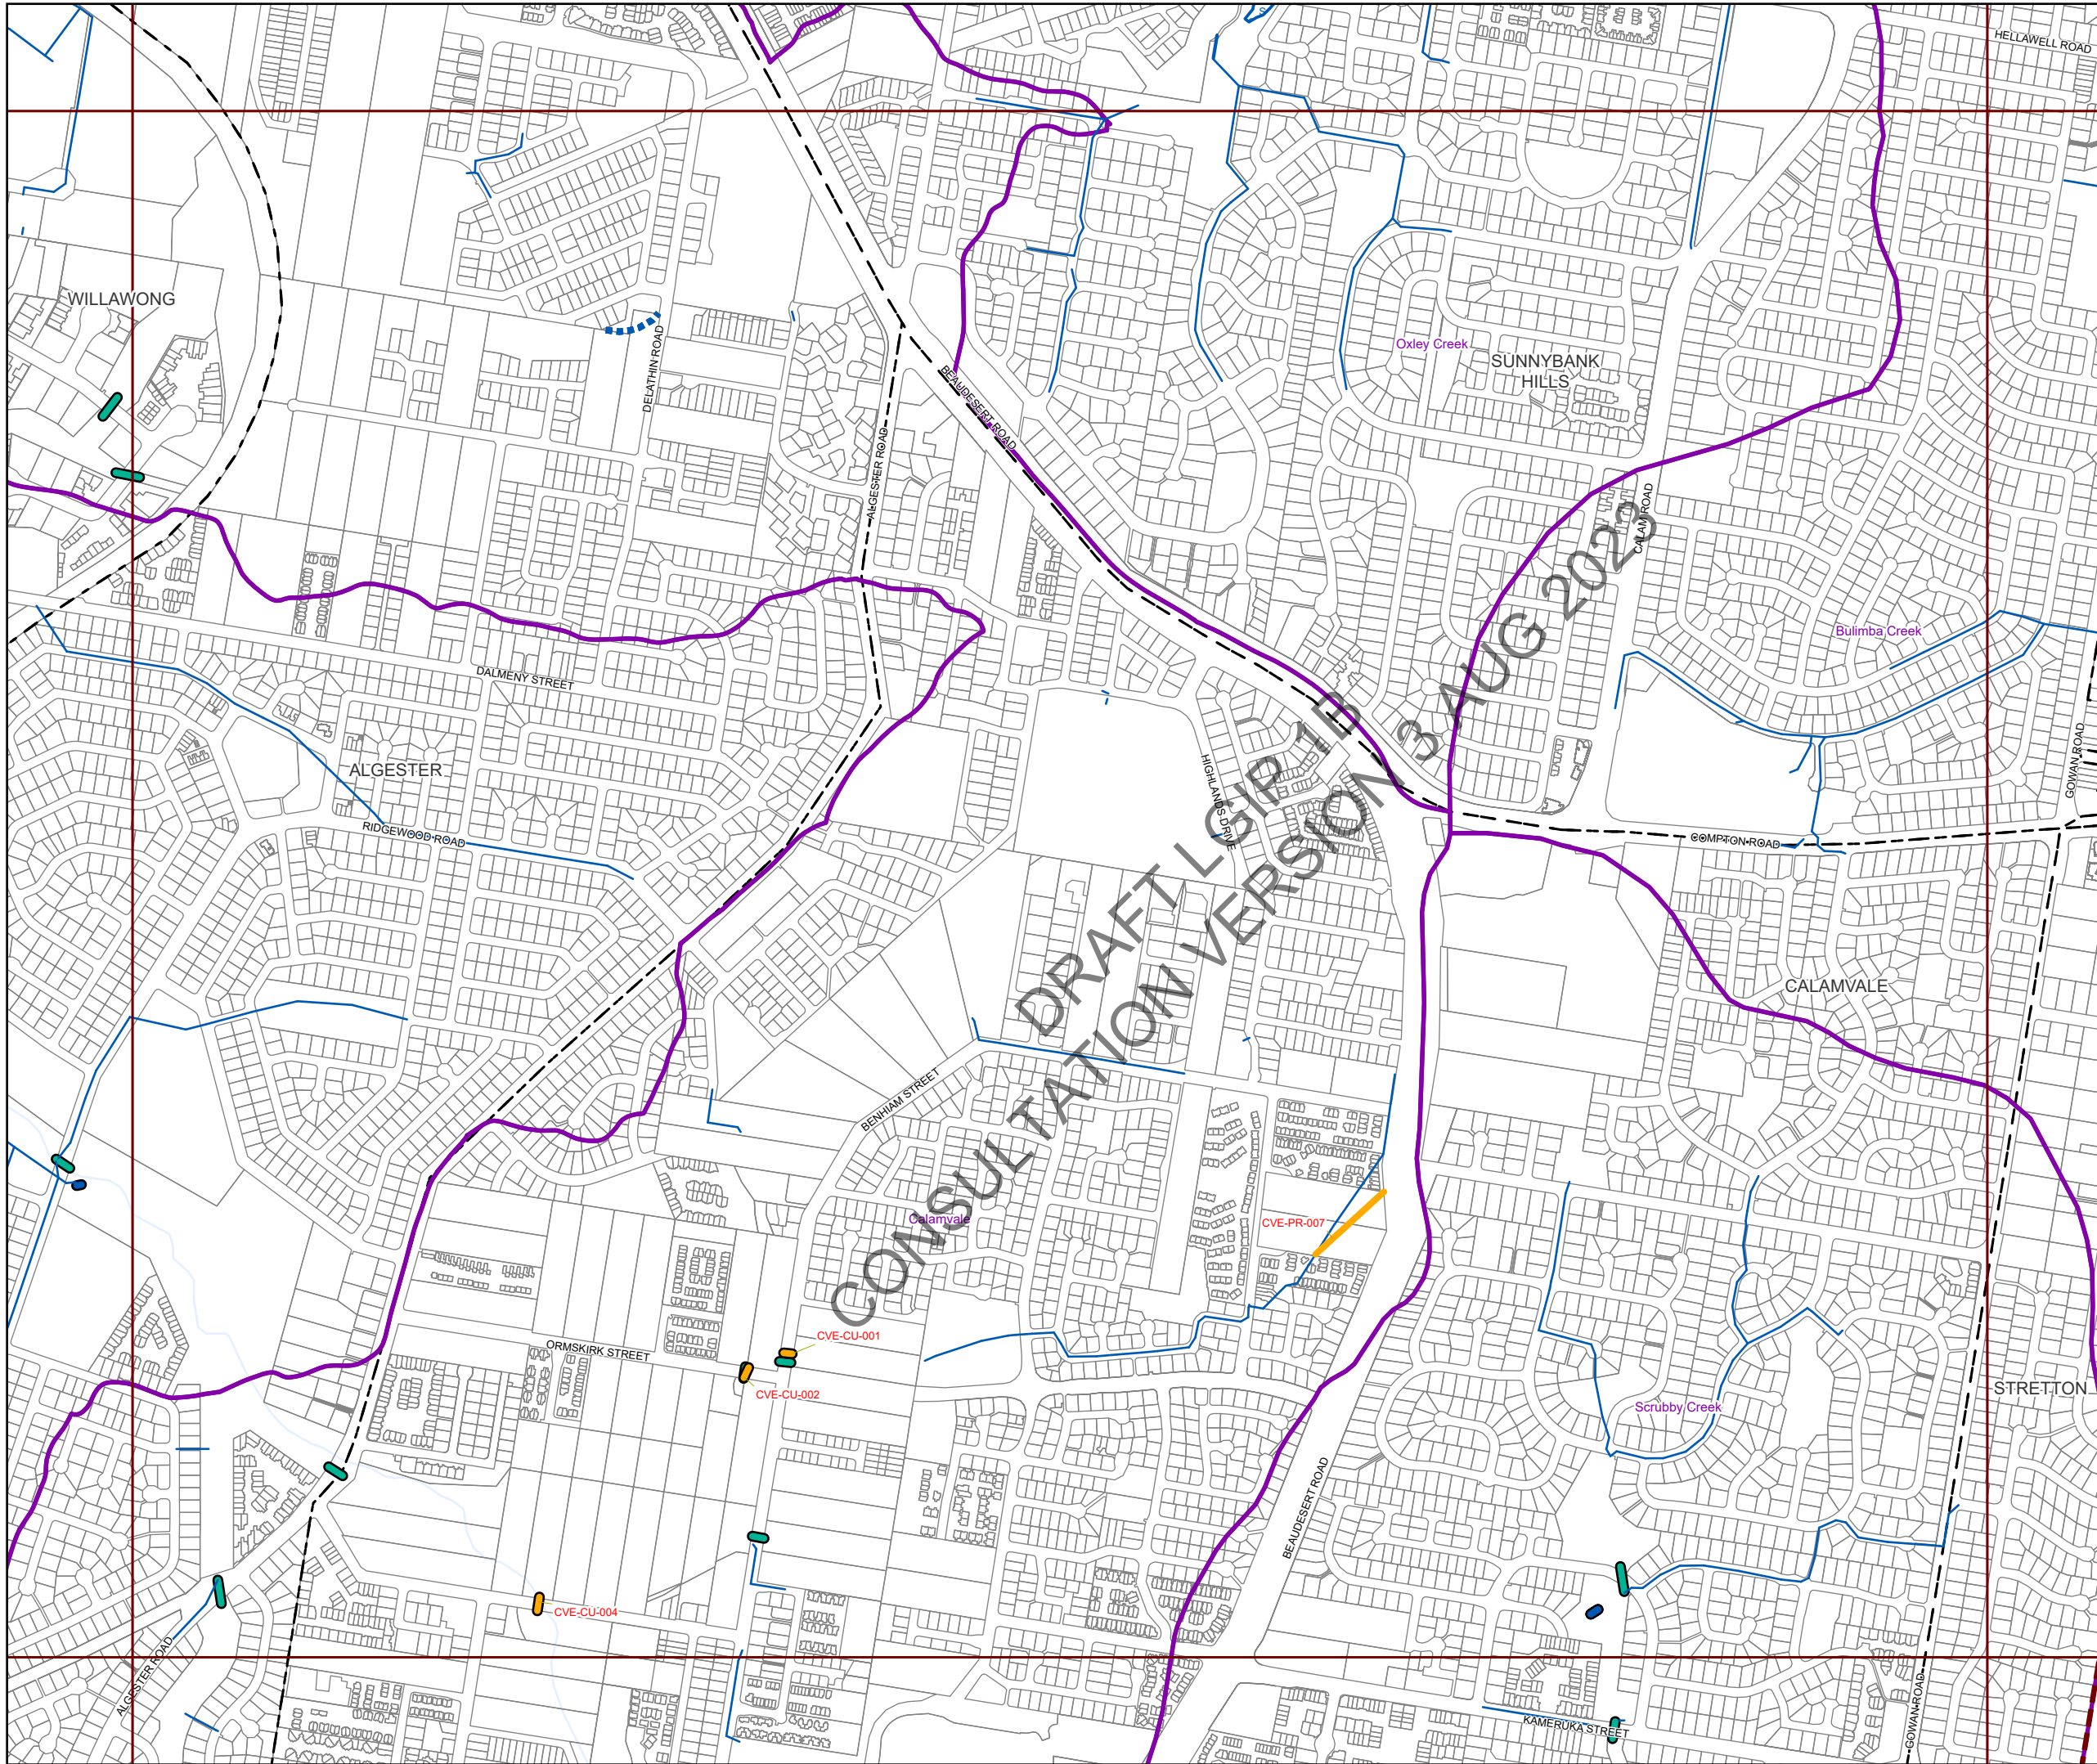 HELLAWELL ROAD
WILLAWONG
Oxley Creek
SUNNYBANK
HILLS
DELATHIN ROAD
BEAUDESERT ROAD
ALGESTER ROAD
CALAM ROAD
Bulimba Creek
DALMENY STREET
ALGESTER
HIGHLANDS DRIVE
GOWAN ROAD
RIDGEWOOD ROAD
COMPTON ROAD
DRAFT LGIP 1B
CONSULTATION VERSION 3 AUG 2023
CALAMVALE
BENHIAM STREET
Calamvale
CVE-PR-007
CVE-CU-001
ORMSKIRK STREET
CVE-CU-002
STRETTON
Scrubby Creek
BEAUDESERT ROAD
CVE-CU-004
ALGESTER ROAD
KAMERUKA STREET
GOWAN ROAD